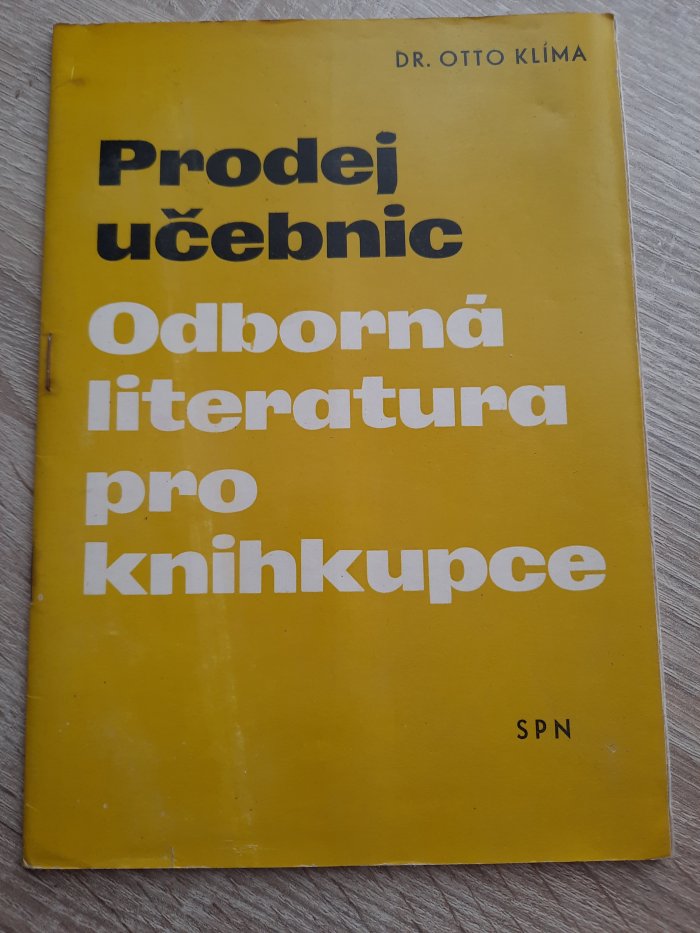 DR. OTTO KLÍMA
Prodej
učebnic
Odborná
literatura
pro
knihkupce
SPN